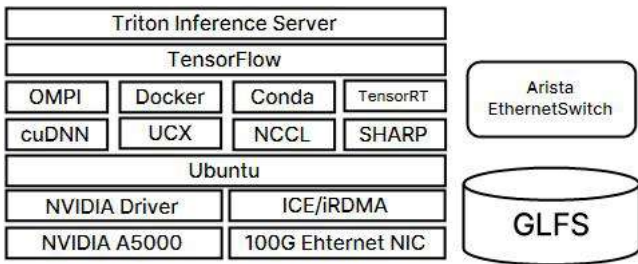 Triton Inference Server
TensorFlow
OMPI Docker Conda TensorRT
cuDNN UCX NCCL SHARP
Ubuntu
NVIDIA Driver ICE/iRDMA
NVIDIA A5000 100G Ehternet NIC
Arista
EthernetSwitch
GLFS